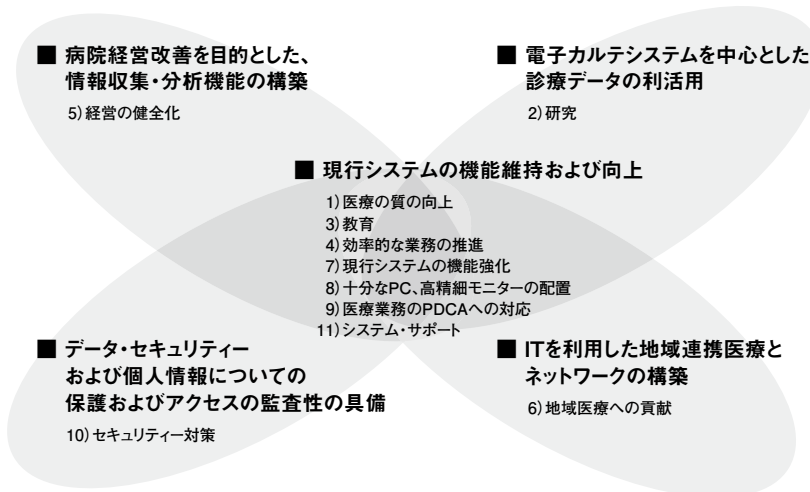 ■ 病院経営改善を目的とした、
情報収集・分析機能の構築
5）経営の健全化
■ 電子カルテシステムを中心とした
診療データの利活用
2）研究
■ 現行システムの機能維持および向上
1）医療の質の向上
3）教育
4）効率的な業務の推進
7）現行システムの機能強化
8）十分なPC、高精細モニターの配置
9）医療業務のPDCAへの対応
11）システム・サポート
■ データ・セキュリティー
および個人情報についての
保護およびアクセスの監査性の具備
10）セキュリティー対策
■ ITを利用した地域連携医療と
ネットワークの構築
6）地域医療への貢献